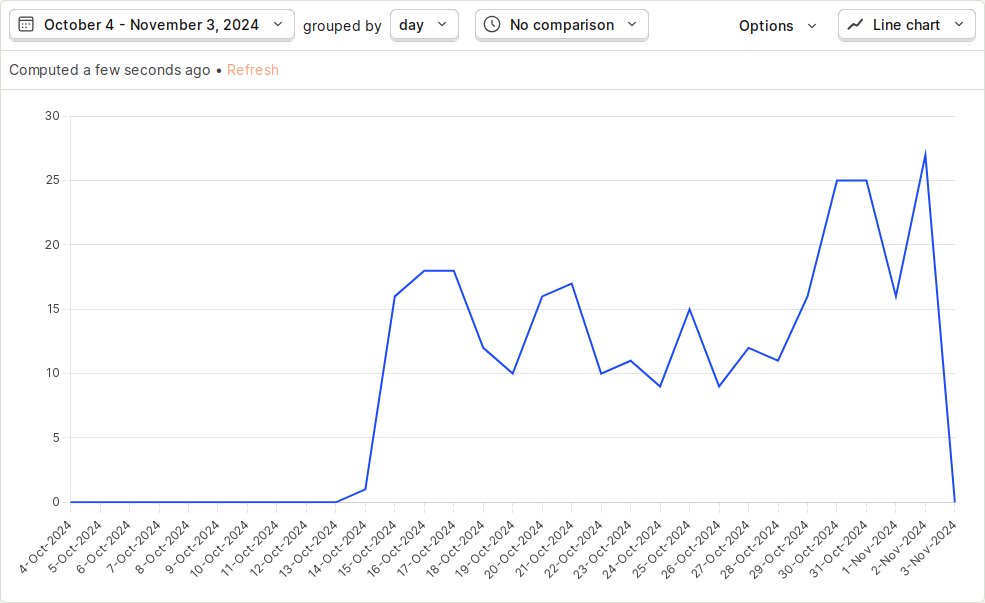 October 4 - November 3, 2024 grouped by day No comparison Options Line chart
Computed a few seconds ago • Refresh
30
25
20
15
10
5
0
4-Oct-2024
5-Oct-2024
6-Oct-2024
7-Oct-2024
8-Oct-2024
9-Oct-2024
10-Oct-2024
11-Oct-2024
12-Oct-2024
13-Oct-2024
14-Oct-2024
15-Oct-2024
16-Oct-2024
17-Oct-2024
18-Oct-2024
19-Oct-2024
20-Oct-2024
21-Oct-2024
22-Oct-2024
23-Oct-2024
24-Oct-2024
25-Oct-2024
26-Oct-2024
27-Oct-2024
28-Oct-2024
29-Oct-2024
30-Oct-2024
31-Oct-2024
1-Nov-2024
2-Nov-2024
3-Nov-2024